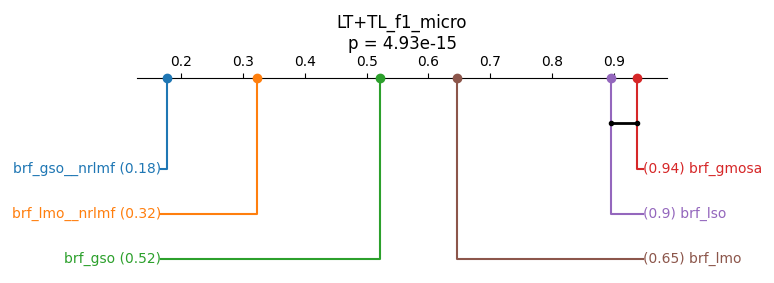 LT+TL_f1_micro
p = 4.93e-15
0.2 0.3 0.4 0.5 0.6 0.7 0.8 0.9
brf_gso__nrlmf (0.18) (0.94) brf_gmosa
brf_lmo__nrlmf (0.32) (0.9) brf_lso
brf_gso (0.52) (0.65) brf_lmo